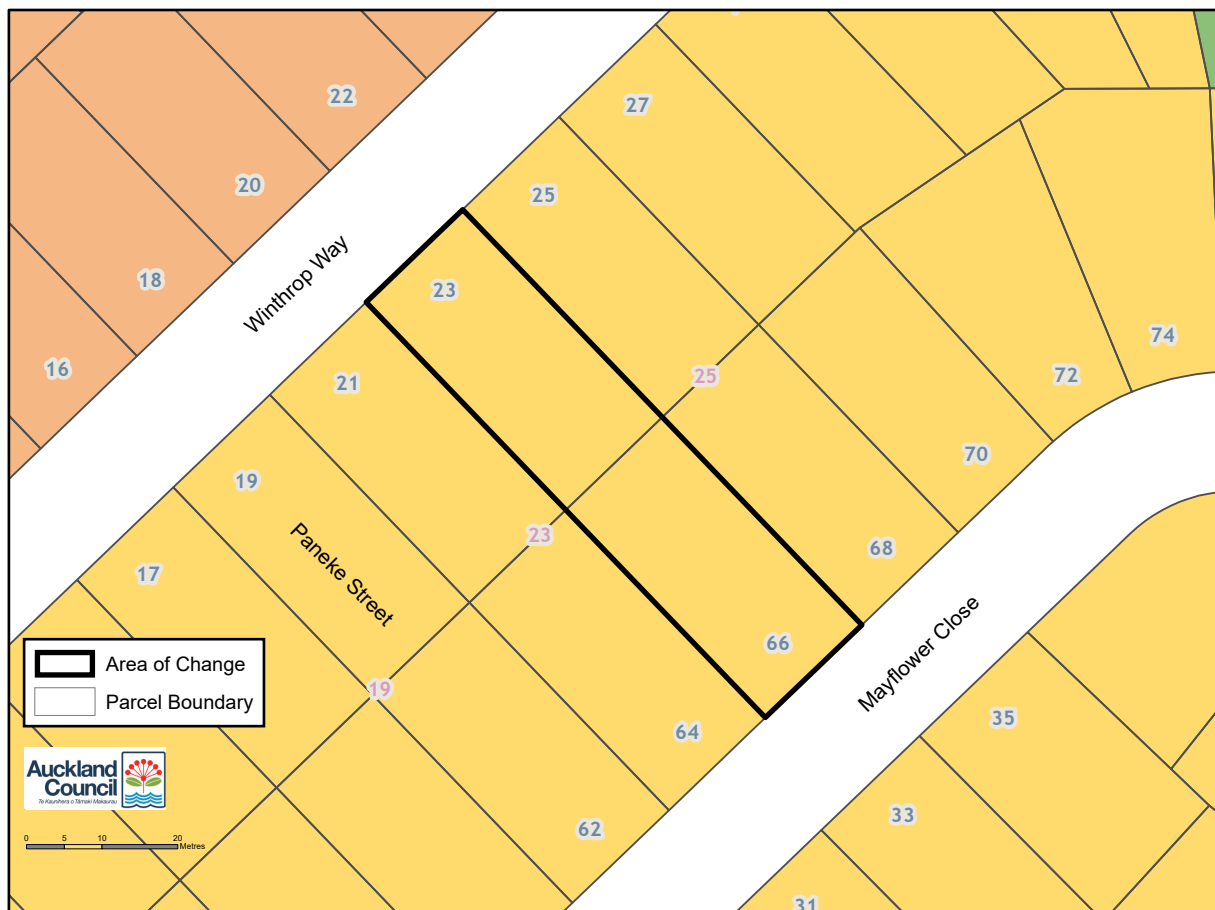 22
27
20
25
18
Winthrop Way
23
16
21
25
74
72
19
70
23
17
Paneke Street
68
66
19
64
Mayflower Close
35
62
33
31
Area of Change
Parcel Boundary
Auckland
Council
Te Kaunihera o Tāmaki Makaurau
0 5 10 20
Metres